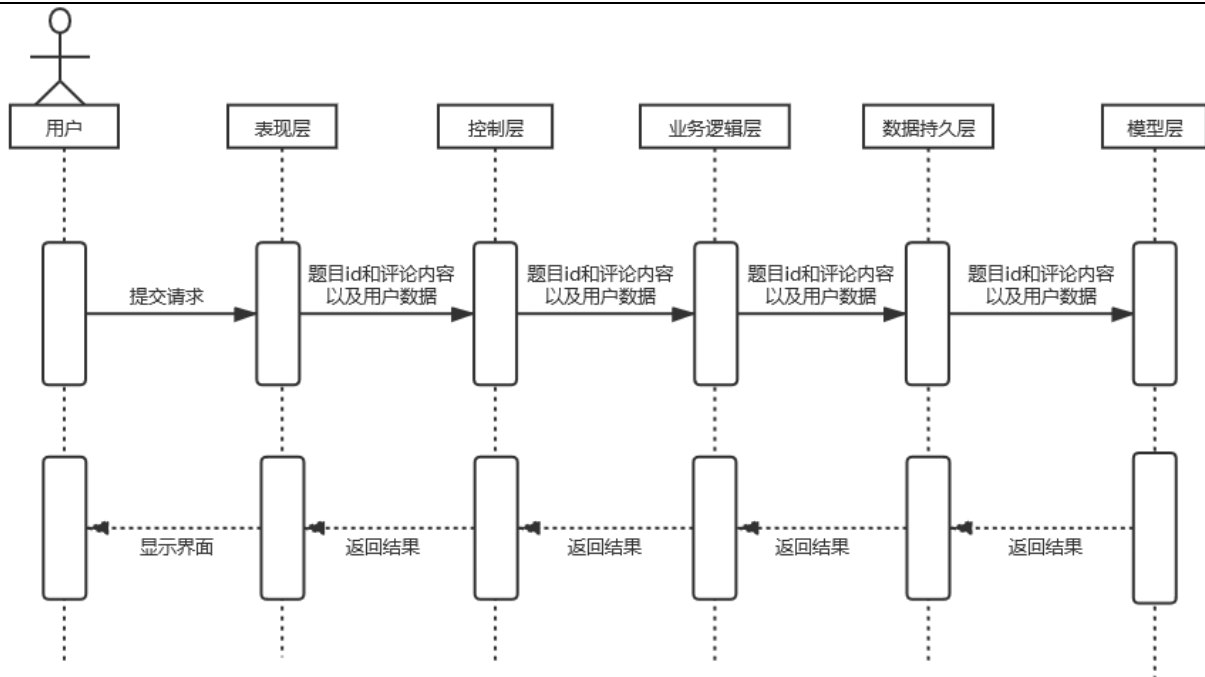 用户
表现层
控制层
业务逻辑层
数据持久层
模型层
提交请求
题目id和评论内容
以及用户数据
题目id和评论内容
以及用户数据
题目id和评论内容
以及用户数据
题目id和评论内容
以及用户数据
显示界面
返回结果
返回结果
返回结果
返回结果